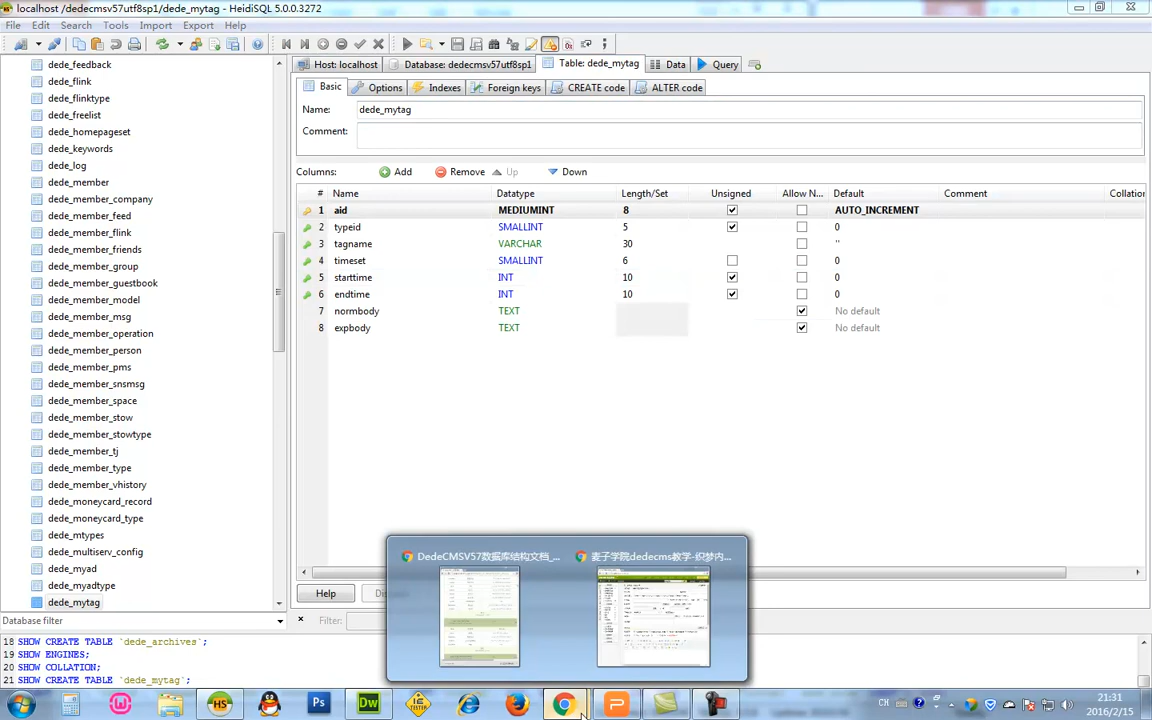 localhost /dedecmsv57utf8sp1/dede_mytag - HeidiSQL 5.0.0.3272
File Edit Search Tools Import Export Help
Host: localhost Database: dedecmsv57utf8sp1 Table: dede_mytag Data Query
Basic Options Indexes Foreign keys CREATE code ALTER code
Name: dede_mytag
Comment:
Columns: Add Remove Up Down
# Name Datatype Length/Set Unsigned Allow N... Default Comment Collation
1 aid MEDIUMINT 8 AUTO_INCREMENT
2 typeid SMALLINT 5 0
3 tagname VARCHAR 30 ''
4 timeset SMALLINT 6 0
5 starttime INT 10 0
6 endtime INT 10 0
7 normbody TEXT No default
8 expbody TEXT No default
dede_feedback
dede_flink
dede_flinktype
dede_freelist
dede_homepageset
dede_keywords
dede_log
dede_member
dede_member_company
dede_member_feed
dede_member_flink
dede_member_friends
dede_member_group
dede_member_guestbook
dede_member_model
dede_member_msg
dede_member_operation
dede_member_person
dede_member_pms
dede_member_snsmsg
dede_member_space
dede_member_stow
dede_member_stowtype
dede_member_tj
dede_member_type
dede_member_vhistory
dede_moneycard_record
dede_moneycard_type
dede_mtypes
dede_multiserv_config
dede_myad
dede_myadtype
dede_mytag
Help
Database filter
Filter:
DedeCMSV57数据库结构文档_...
麦子学院dedecms教学-织梦内...
18 SHOW CREATE TABLE `dede_archives`;
19 SHOW ENGINES;
20 SHOW COLLATION;
21 SHOW CREATE TABLE `dede_mytag`;
HS Ps Dw CH
21:31
2016/2/15